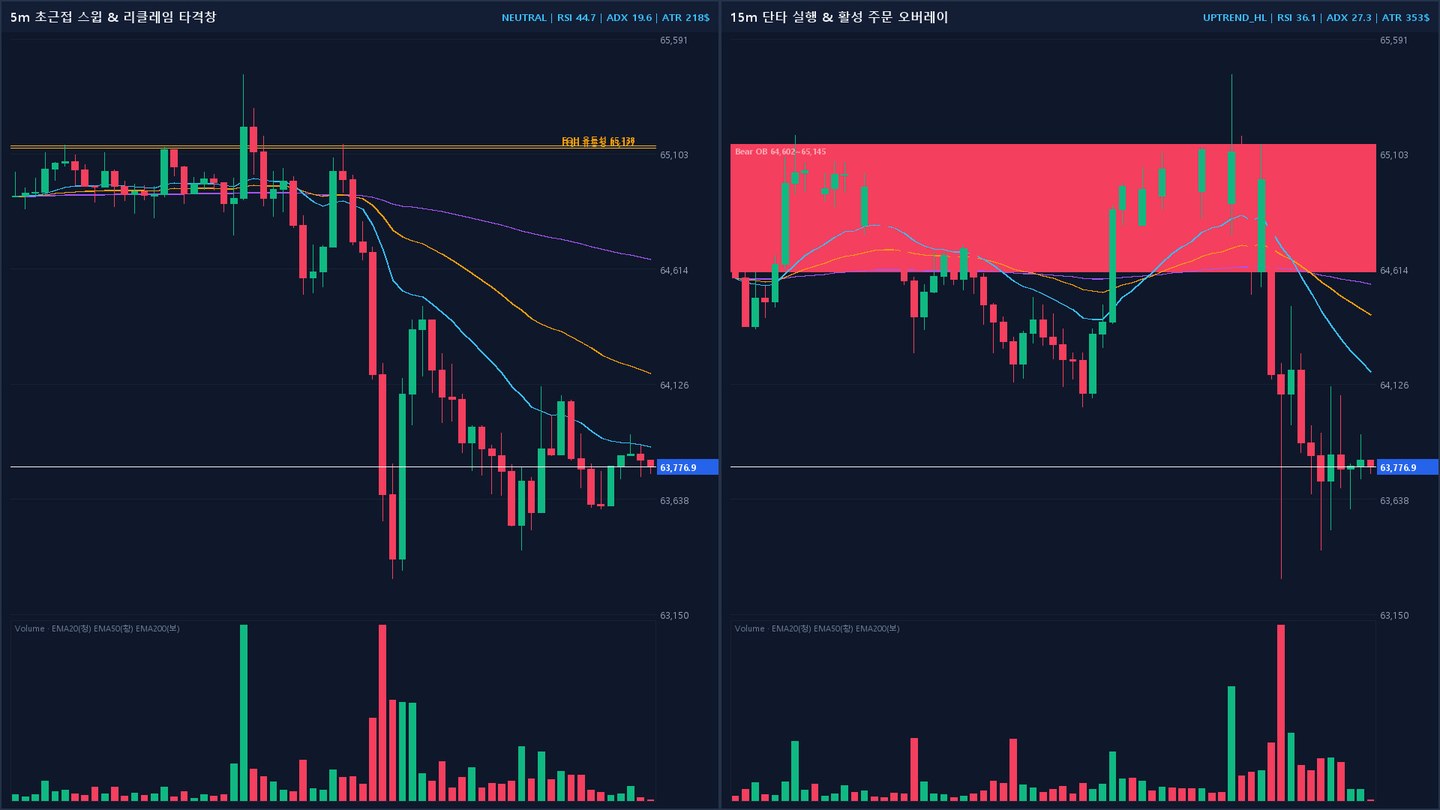 5m 초근접 스윕 & 리클레임 타격창
NEUTRAL | RSI 44.7 | ADX 19.6 | ATR 218$
65,591
65,103
64,614
64,126
63,776.9
63,638
63,150
Volume · EMA20(청) EMA50(황) EMA200(보)
15m 단타 실행 & 활성 주문 오버레이
UPTREND_HL | RSI 36.1 | ADX 27.3 | ATR 353$
65,591
Bear OB 64,602~65,145
65,103
64,614
64,126
63,776.9
63,638
63,150
Volume · EMA20(청) EMA50(황) EMA200(보)